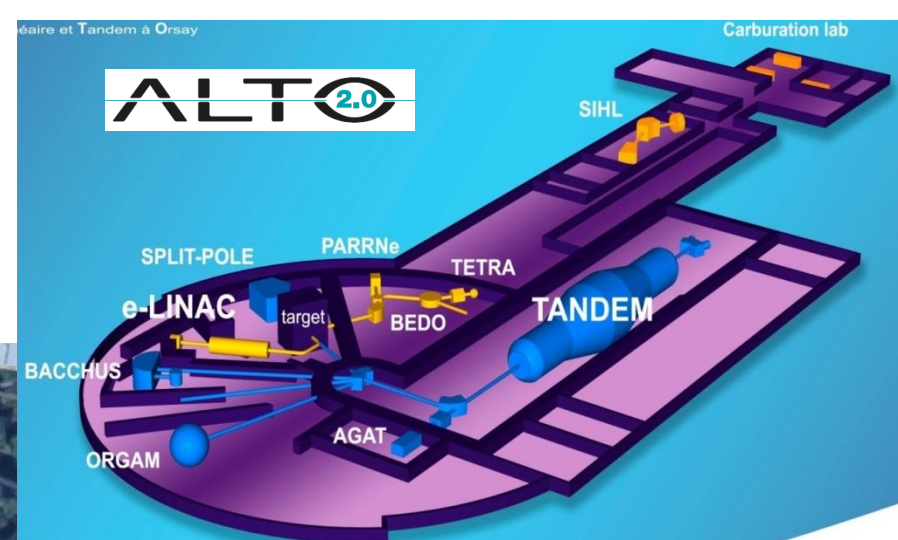 éaire et Tandem à Orsay
Carburation lab
ALTO 2.0
SIHL
SPLIT-POLE
PARRNe
TETRA
e-LINAC
target
BEDO
TANDEM
BACCHUS
AGAT
ORGAM